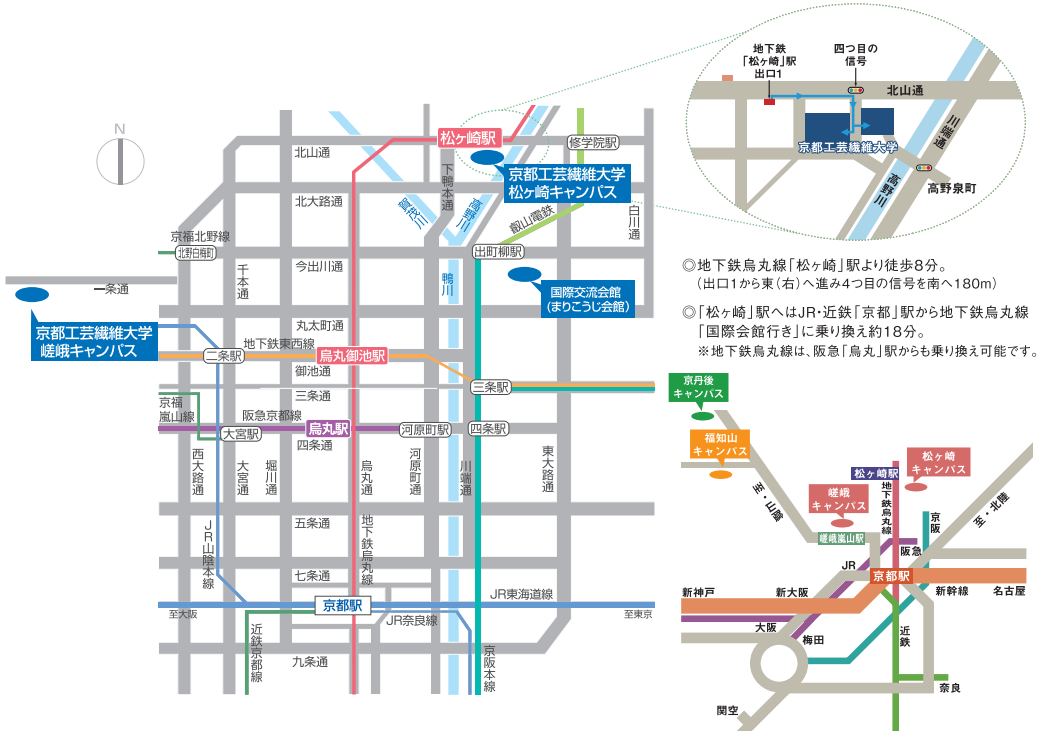 N
松ヶ崎駅
修学院駅
北山通
下鴨本通
京都工芸繊維大学
松ヶ崎キャンパス
北大路通
賀茂川
高野川
叡山電鉄
白川通
京福北野線
北野白梅町
出町柳駅
千本通
今出川通
鴨川
国際交流会館
(まりこうじ会館)
一条通
京都工芸繊維大学
嵯峨キャンパス
丸太町通
地下鉄東西線
二条駅
烏丸御池駅
御池通
三条駅
三条通
京福
嵐山線
阪急京都線
大宮駅
烏丸駅
河原町駅
四条駅
四条通
西大路通
大宮通
堀川通
烏丸通
河原町通
川端通
東大路通
五条通
JR山陰本線
地下鉄烏丸線
七条通
京都駅
JR東海道線
至大阪
至東京
JR奈良線
近鉄京都線
九条通
京阪本線
地下鉄
「松ヶ崎」駅
出口1
四つ目の
信号
北山通
川端通
京都工芸繊維大学
高野川
高野泉町
◎地下鉄烏丸線「松ヶ崎」駅より徒歩8分。
(出口1から東(右)へ進み4つ目の信号を南へ180m)
◎「松ヶ崎」駅へはJR・近鉄「京都」駅から地下鉄烏丸線
「国際会館行き」に乗り換え約18分。
※地下鉄烏丸線は、阪急「烏丸」駅からも乗り換え可能です。
京丹後
キャンパス
福知山
キャンパス
松ヶ崎
キャンパス
松ヶ崎駅
嵯峨
キャンパス
至・山陰
地下鉄烏丸線
京阪
至・北陸
嵯峨嵐山駅
阪急
JR
京都駅
新神戸
新大阪
新幹線
名古屋
大阪
梅田
近鉄
奈良
関空